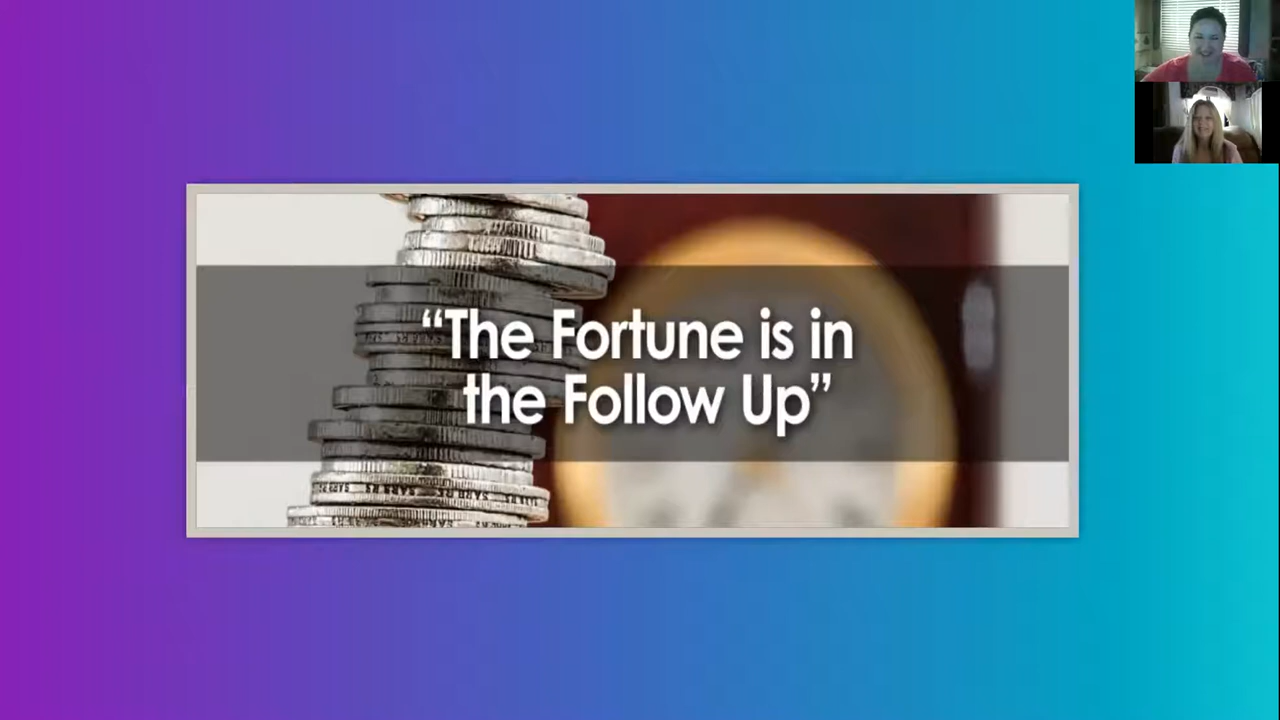 “The Fortune is in
the Follow Up”